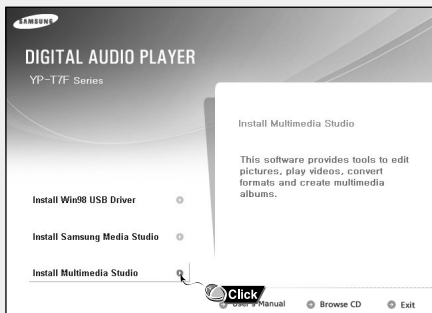 SAMSUNG
DIGITAL AUDIO PLAYER
YP-T7F Series
Install Multimedia Studio
This software provides tools to edit
pictures, play videos, convert
formats and create multimedia
albums.
Install Win98 USB Driver
Install Samsung Media Studio
Install Multimedia Studio
Click
User's Manual
Browse CD
Exit